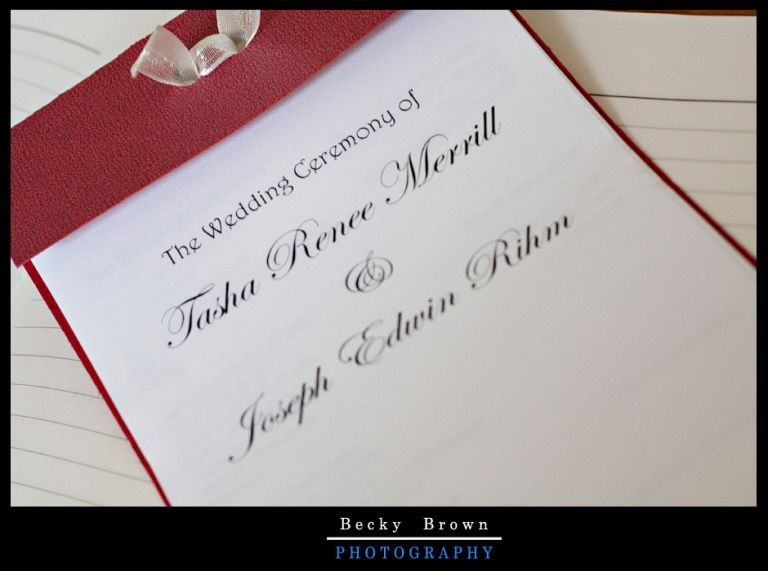 The Wedding Ceremony of
Tasha Renee Merrill
&
Joseph Edwin Rihm
Becky Brown
PHOTOGRAPHY